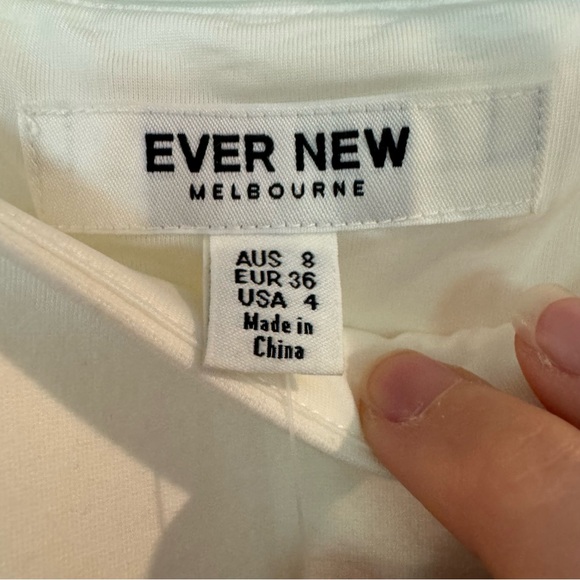 EVER NEW
MELBOURNE
AUS 8
EUR 36
USA 4
Made in
China